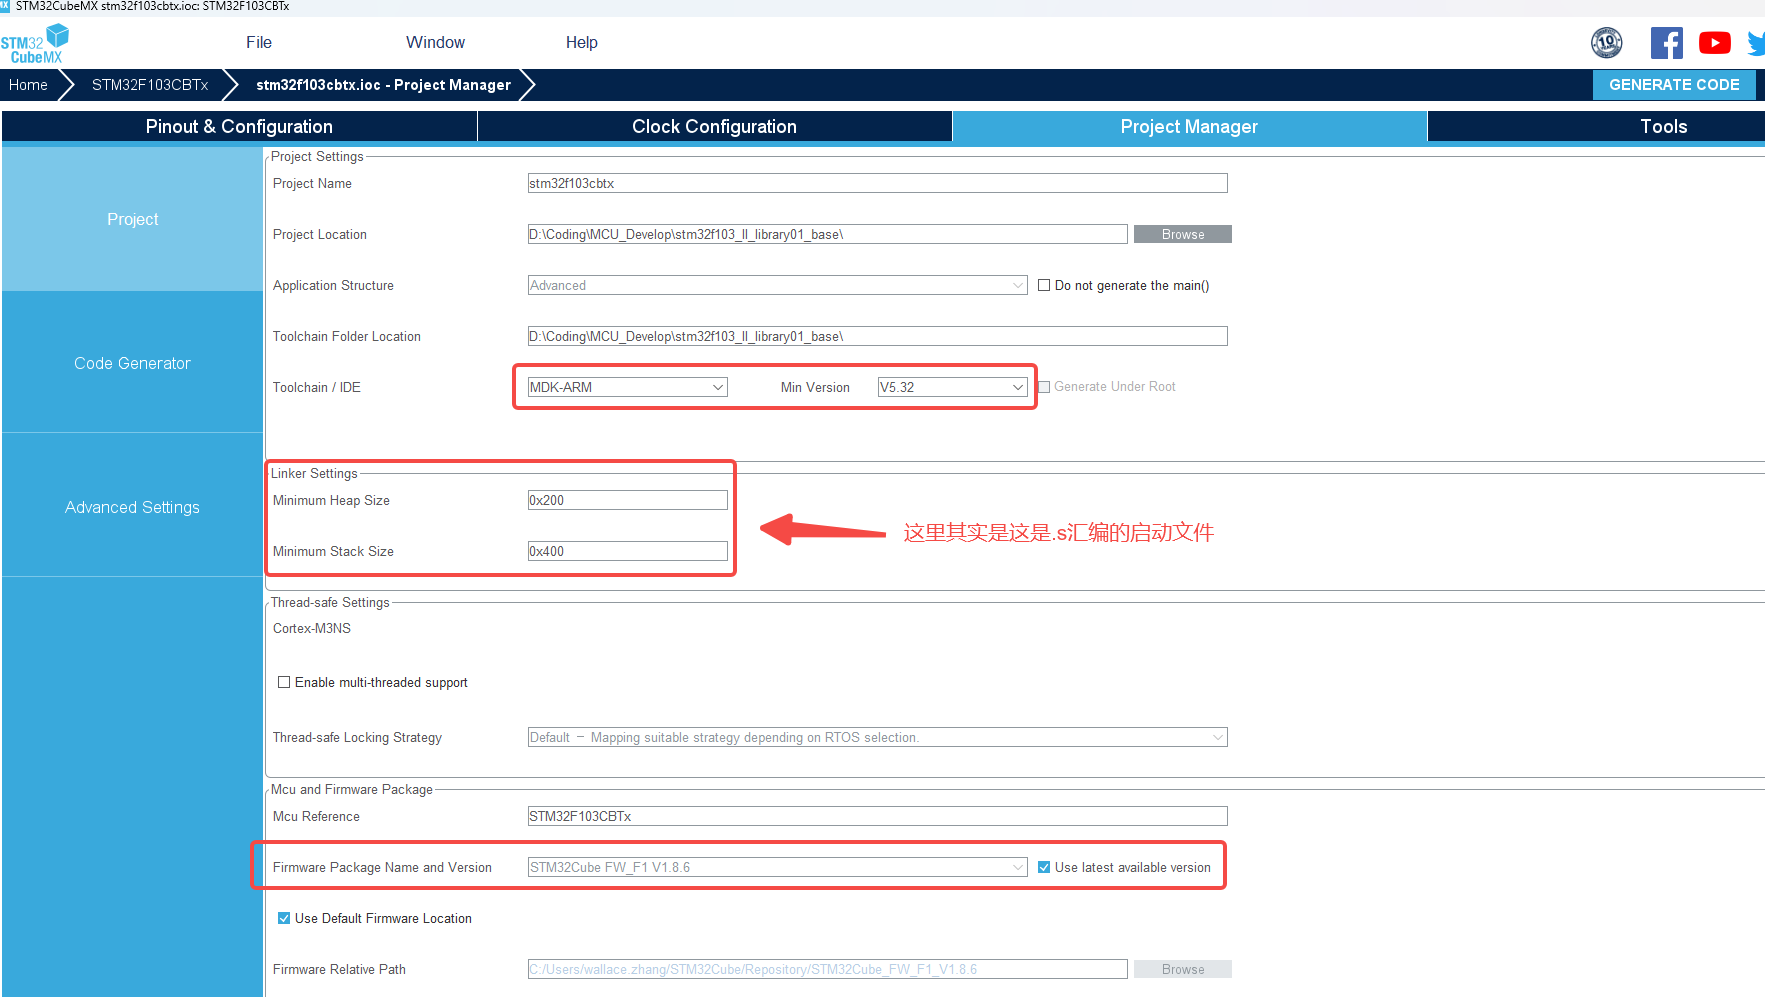 STM32CubeMX stm32f103cbtx.ioc: STM32F103CBTx
STM32
CubeMX
File Window Help
10
Home STM32F103CBTx stm32f103cbtx.ioc - Project Manager GENERATE CODE
Pinout & Configuration Clock Configuration Project Manager Tools
Project
Code Generator
Advanced Settings
Project Settings
Project Name stm32f103cbtx
Project Location D:\Coding\MCU_Develop\stm32f103_ll_library01_base\ Browse
Application Structure Advanced Do not generate the main()
Toolchain Folder Location D:\Coding\MCU_Develop\stm32f103_ll_library01_base\
Toolchain / IDE MDK-ARM Min Version V5.32 Generate Under Root
Linker Settings
Minimum Heap Size 0x200
Minimum Stack Size 0x400
这里其实是这是.s汇编的启动文件
Thread-safe Settings
Cortex-M3NS
Enable multi-threaded support
Thread-safe Locking Strategy Default － Mapping suitable strategy depending on RTOS selection.
Mcu and Firmware Package
Mcu Reference STM32F103CBTx
Firmware Package Name and Version STM32Cube FW_F1 V1.8.6 Use latest available version
Use Default Firmware Location
Firmware Relative Path C:/Users/wallace.zhang/STM32Cube/Repository/STM32Cube_FW_F1_V1.8.6 Browse